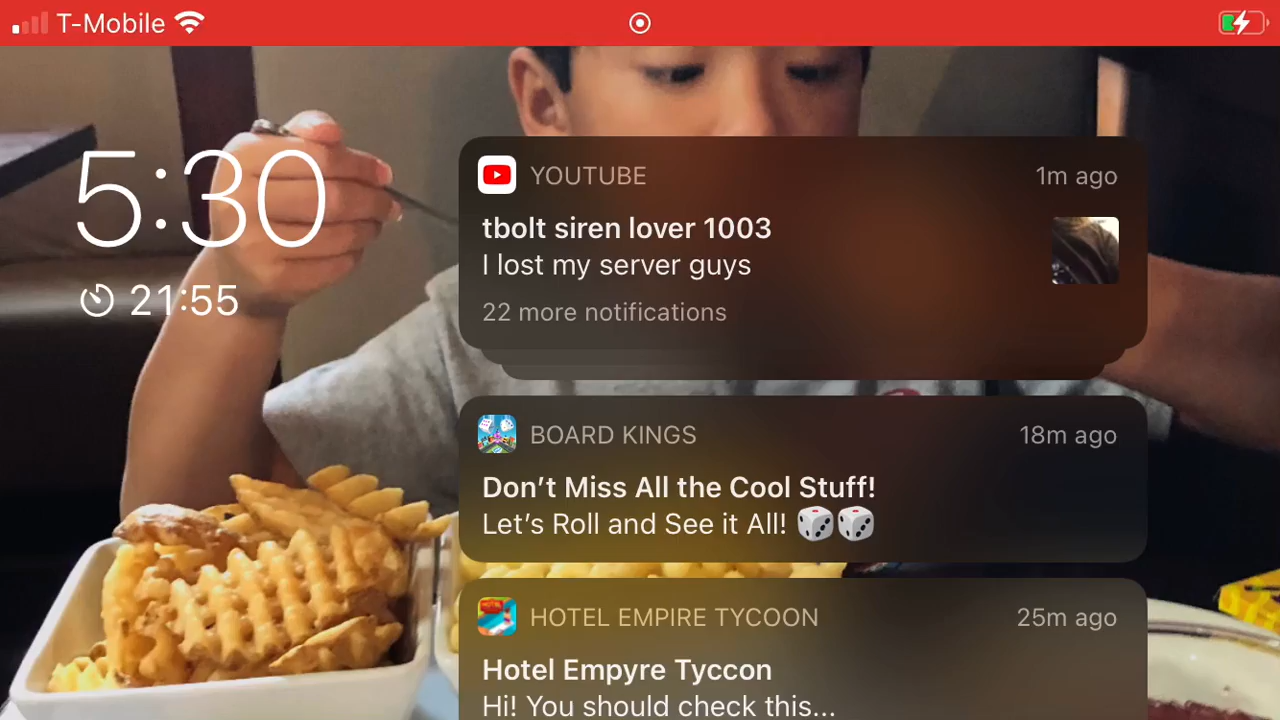 T-Mobile
5:30
21:55
YOUTUBE 1m ago
tbolt siren lover 1003
I lost my server guys
22 more notifications
BOARD KINGS 18m ago
Don’t Miss All the Cool Stuff!
Let’s Roll and See it All! 🎲🎲
HOTEL EMPIRE TYCOON 25m ago
Hotel Empyre Tyccon
Hi! You should check this...